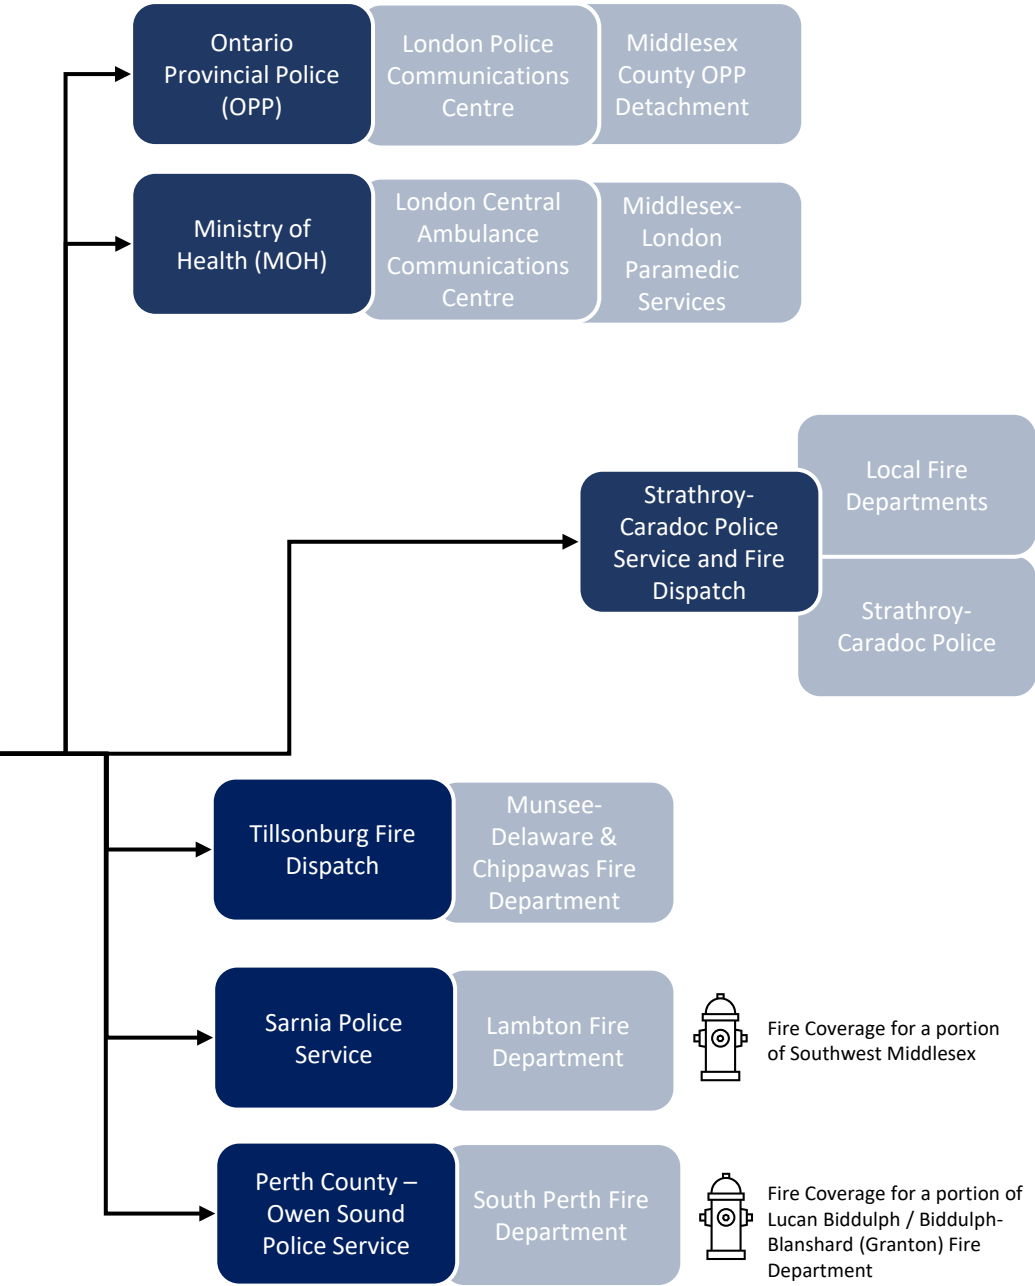 Ontario
Provincial Police
(OPP)
London Police
Communications
Centre
Middlesex
County OPP
Detachment
Ministry of
Health (MOH)
London Central
Ambulance
Communications
Centre
Middlesex-
London
Paramedic
Services
Strathroy-
Caradoc Police
Service and Fire
Dispatch
Local Fire
Departments
Strathroy-
Caradoc Police
Tillsonburg Fire
Dispatch
Munsee-
Delaware &
Chippawas Fire
Department
Sarnia Police
Service
Lambton Fire
Department
Fire Coverage for a portion
of Southwest Middlesex
Perth County –
Owen Sound
Police Service
South Perth Fire
Department
Fire Coverage for a portion of
Lucan Biddulph / Biddulph-
Blanshard (Granton) Fire
Department